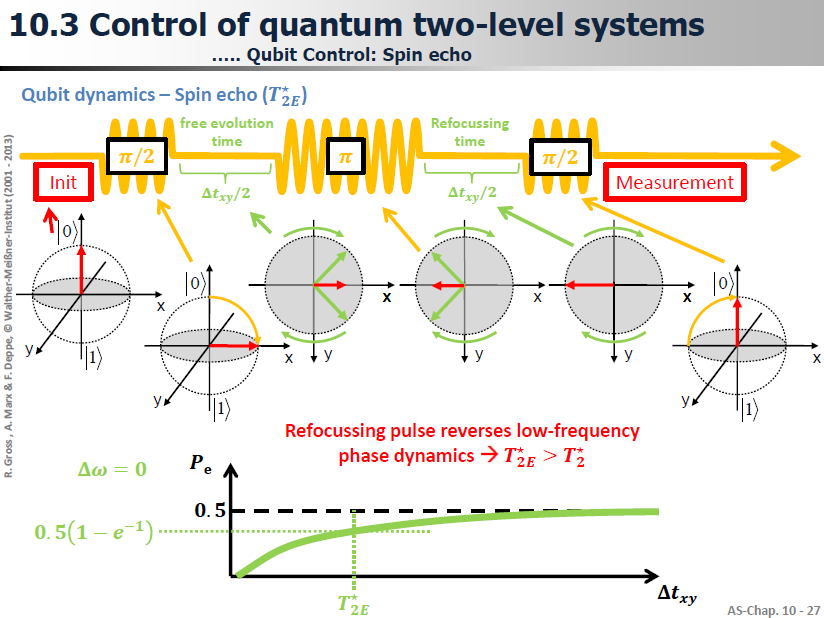 10.3 Control of quantum two-level systems
..... Qubit Control: Spin echo
Qubit dynamics – Spin echo (T*2E)
free evolution
time
Refocussing
time
π/2
π
π/2
Init
Δtxy/2
Δtxy/2
Measurement
|0⟩
x
y
|1⟩
|0⟩
x
y
|1⟩
x
y
x
y
x
y
|0⟩
x
y
|1⟩
Refocussing pulse reverses low-frequency
phase dynamics → T*2E > T*2
Δω = 0
Pe
0.5
0.5(1 − e⁻¹)
T*2E
Δtxy
R. Gross , A. Marx & F. Deppe, © Walther-Meißner-Institut (2001 - 2013)
AS-Chap. 10 - 27